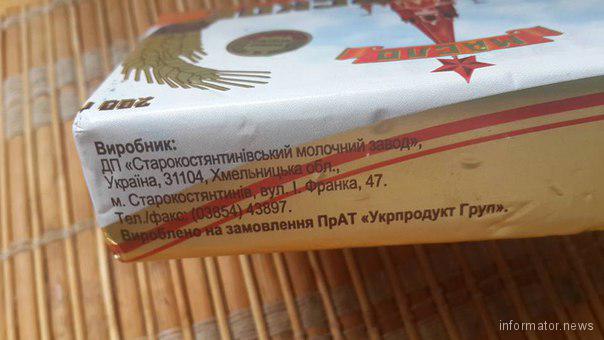 МАСЛО
200
Виробник:
ДП «Старокостянтинівський молочний завод»,
Україна, 31104, Хмельницька обл.,
м. Старокостянтинів, вул. І. Франка, 47.
Тел./факс: (03854) 43897.
Вироблено на замовлення ПрАТ «Укрпродукт Груп».
informator.news